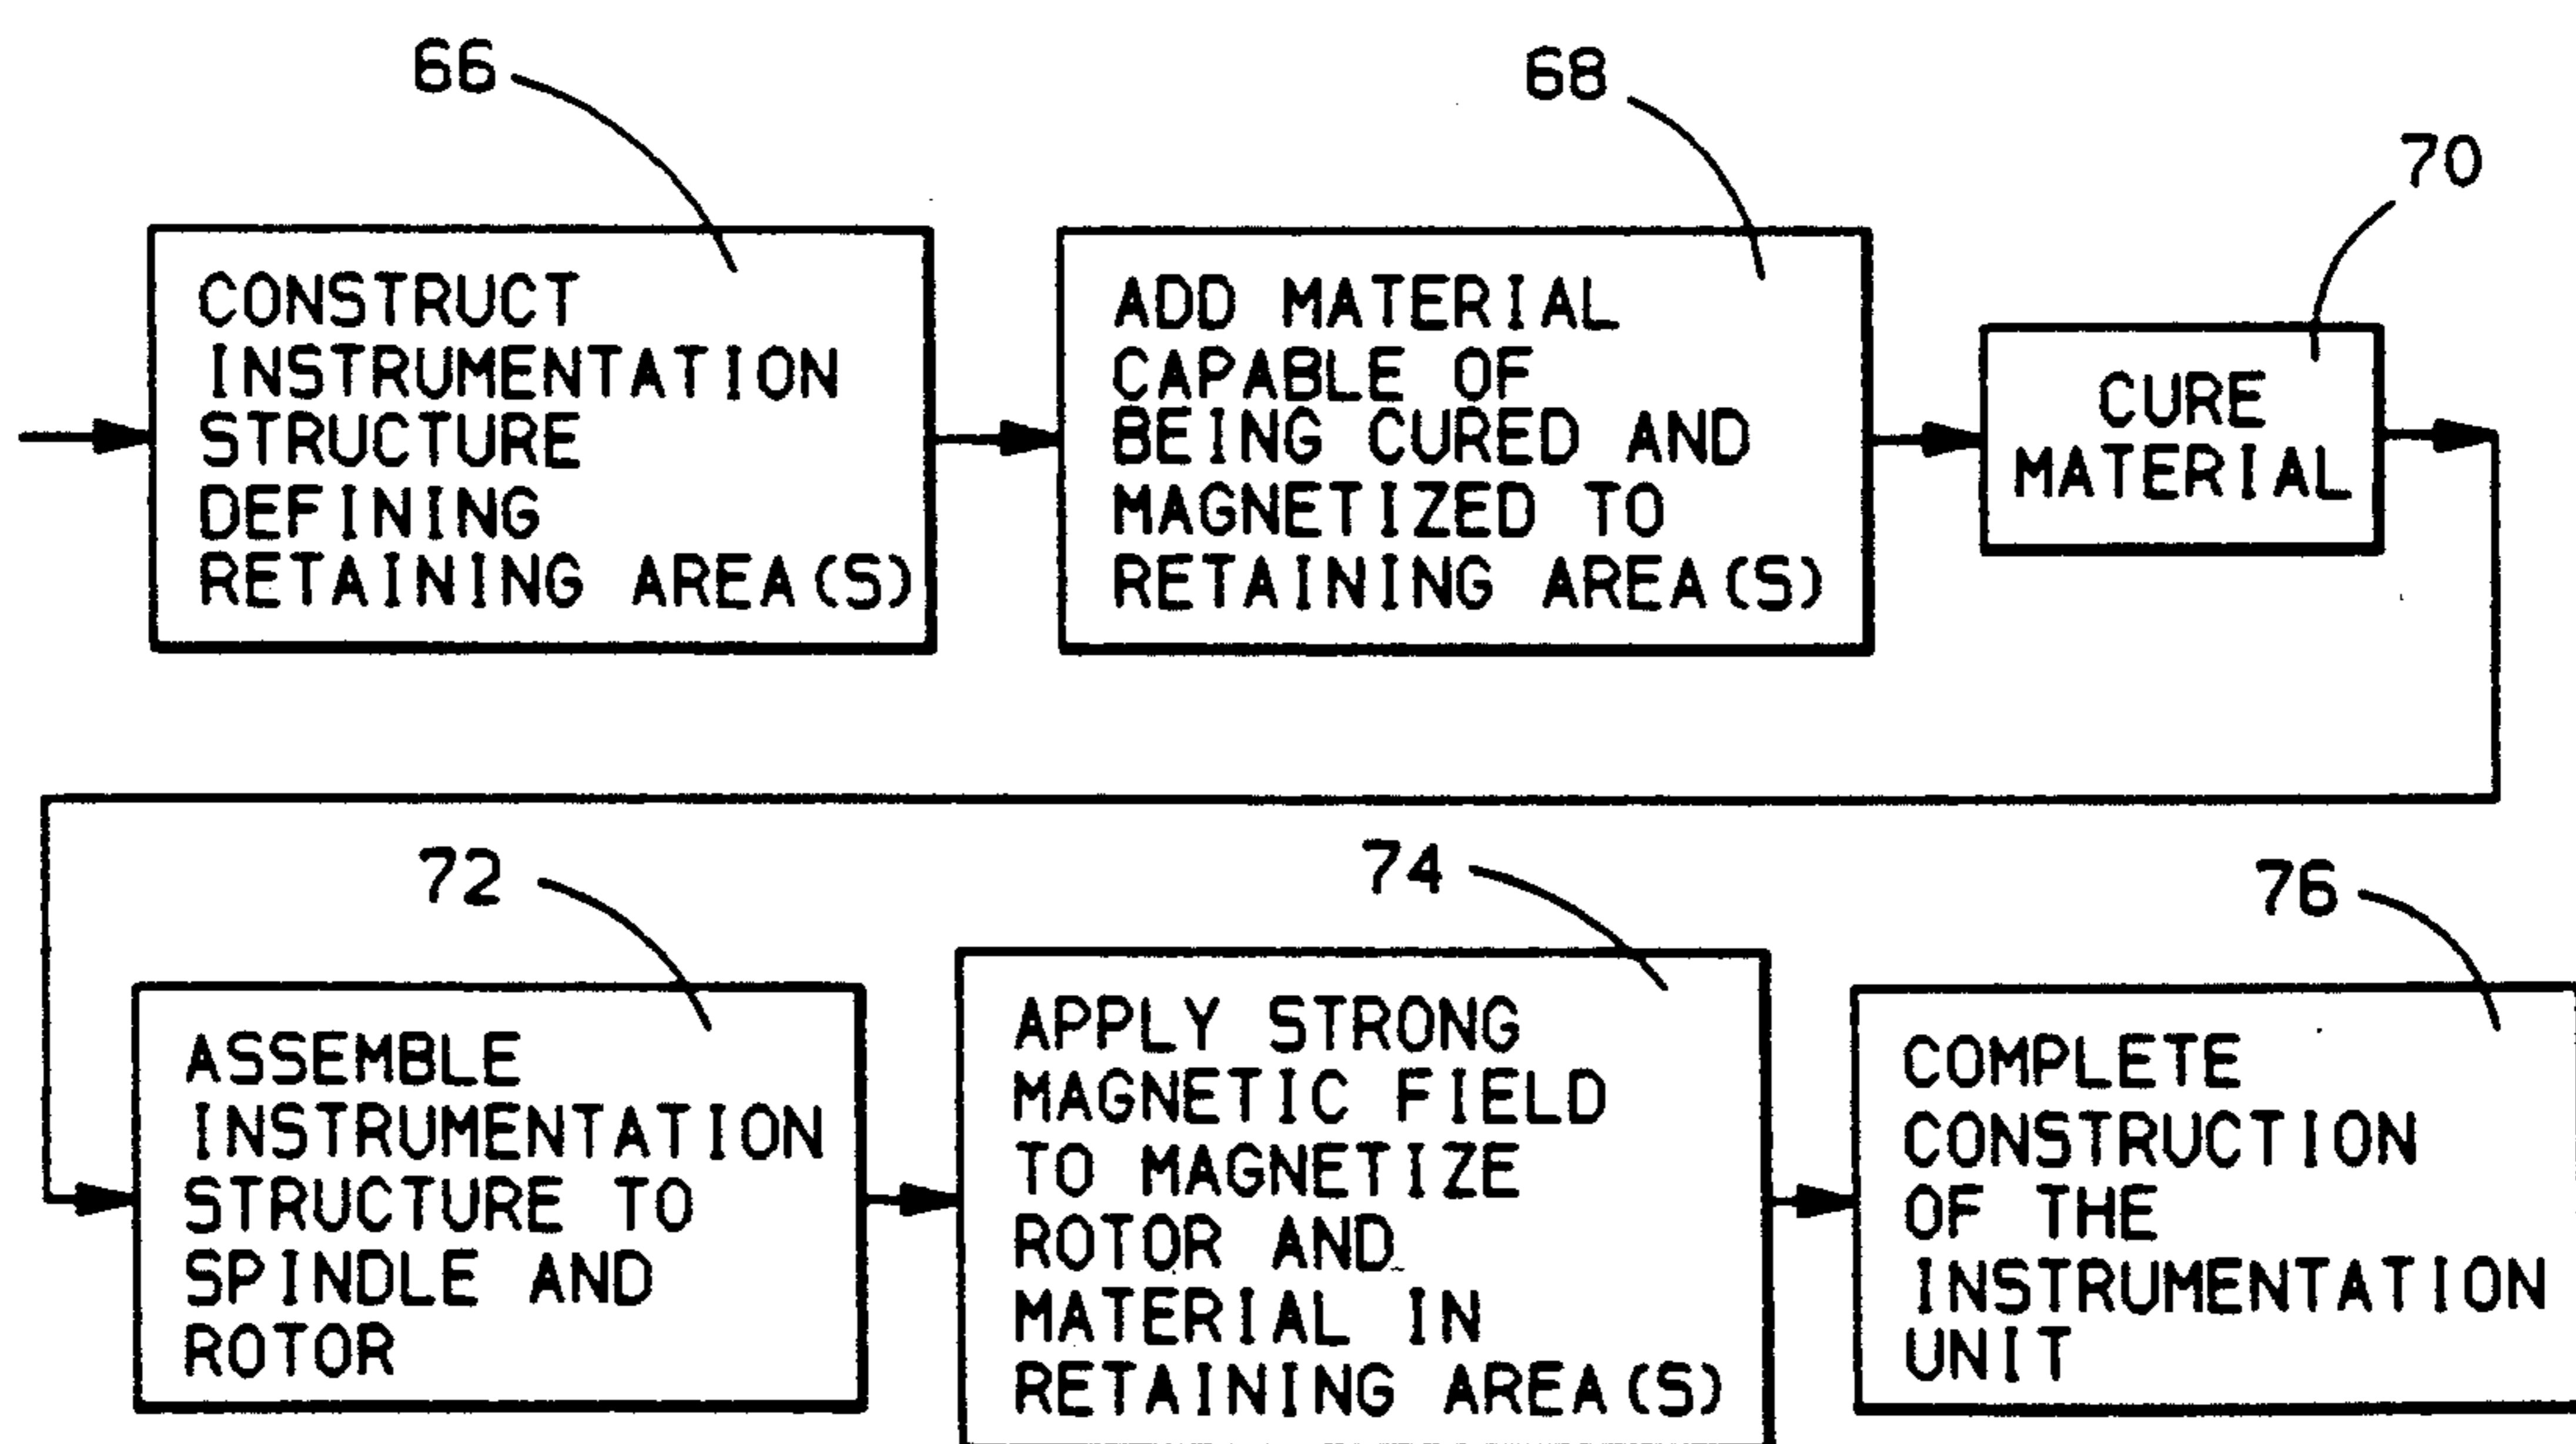 66
68
70
CONSTRUCT
INSTRUMENTATION
STRUCTURE
DEFINING
RETAINING AREA(S)
ADD MATERIAL
CAPABLE OF
BEING CURED AND
MAGNETIZED TO
RETAINING AREA(S)
CURE
MATERIAL
72
74
76
ASSEMBLE
INSTRUMENTATION
STRUCTURE TO
SPINDLE AND
ROTOR
APPLY STRONG
MAGNETIC FIELD
TO MAGNETIZE
ROTOR AND
MATERIAL IN
RETAINING AREA(S)
COMPLETE
CONSTRUCTION
OF THE
INSTRUMENTATION
UNIT